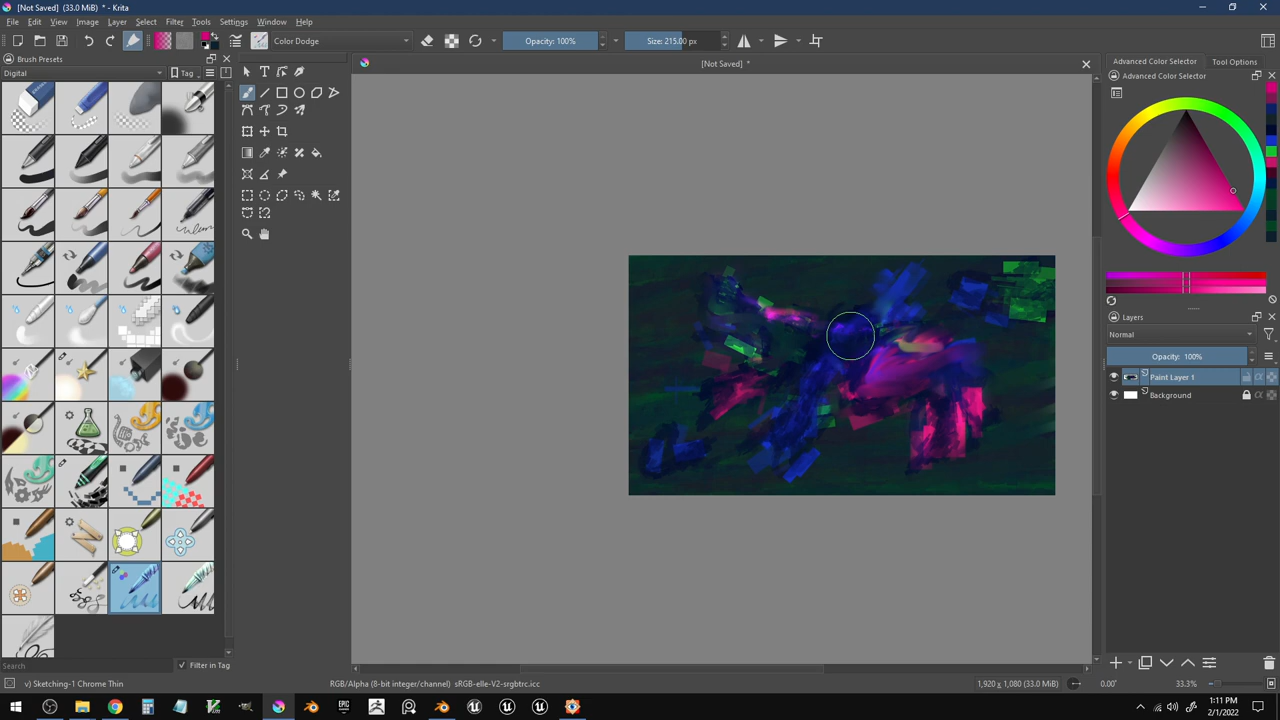 [Not Saved]  (33.0 MiB)  * - Krita
File Edit View Image Layer Select Filter Tools Settings Window Help
Color Dodge Opacity: 100% Size: 215.00 px
Brush Presets
Digital Tag
Search Filter in Tag
[Not Saved]  *
Advanced Color Selector Tool Options
Advanced Color Selector
Layers
Normal
Opacity:  100%
Paint Layer 1
Background
v) Sketching-1 Chrome Thin RGB/Alpha (8-bit integer/channel)  sRGB-elle-V2-srgbtrc.icc 1,920 x 1,080 (33.0 MiB) 0.00° 33.3%
EPIC
1:11 PM
2/1/2022